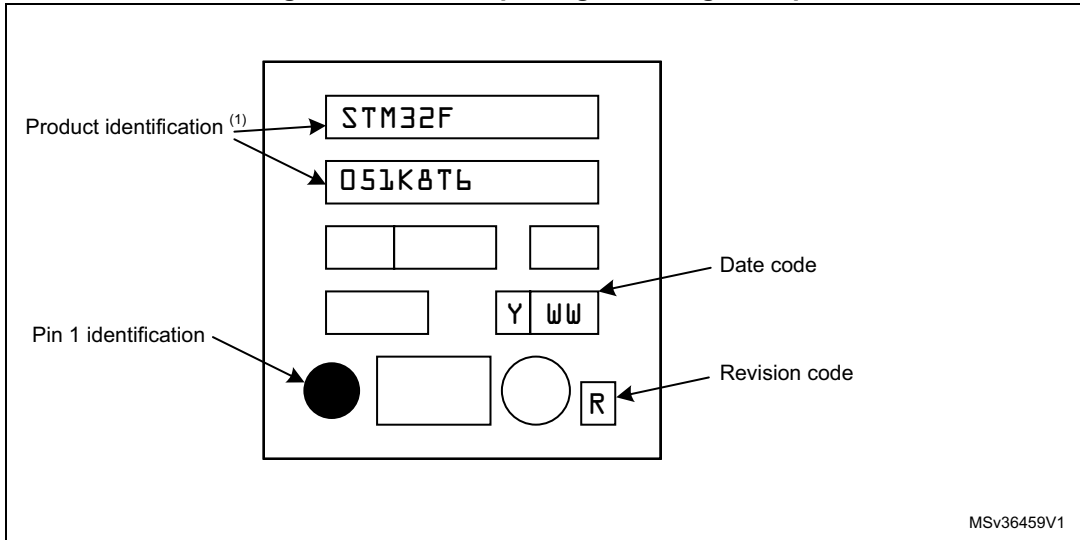 Product identification (1)
STM32F
051K8T6
Date code
Y WW
Pin 1 identification
Revision code
R
MSv36459V1